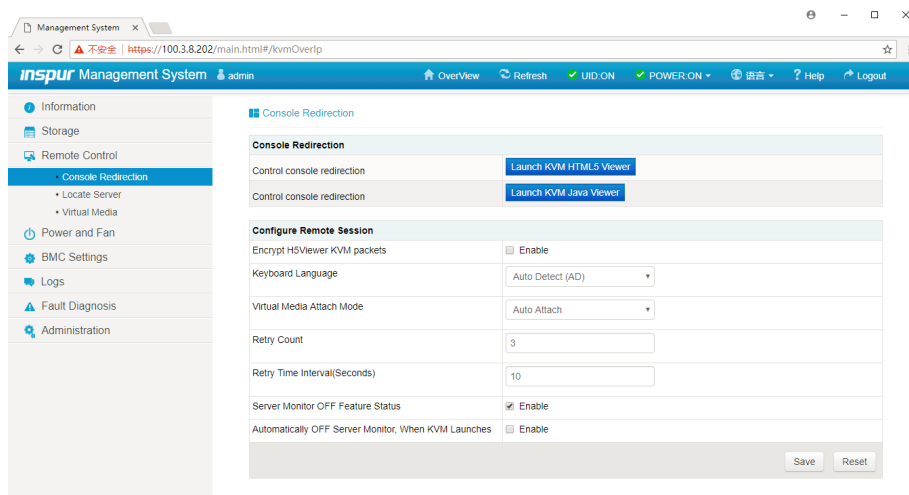 Management System
不安全 | https://100.3.8.202/main.html#/kvmOverIp
inspur Management System admin OverView Refresh UID:ON POWER:ON 语言 Help Logout
Information
Storage
Remote Control
• Console Redirection
• Locate Server
• Virtual Media
Power and Fan
BMC Settings
Logs
Fault Diagnosis
Administration
Console Redirection
Console Redirection
Control console redirection Launch KVM HTML5 Viewer
Control console redirection Launch KVM Java Viewer
Configure Remote Session
Encrypt H5Viewer KVM packets Enable
Keyboard Language Auto Detect (AD)
Virtual Media Attach Mode Auto Attach
Retry Count 3
Retry Time Interval(Seconds) 10
Server Monitor OFF Feature Status Enable
Automatically OFF Server Monitor, When KVM Launches Enable
Save Reset